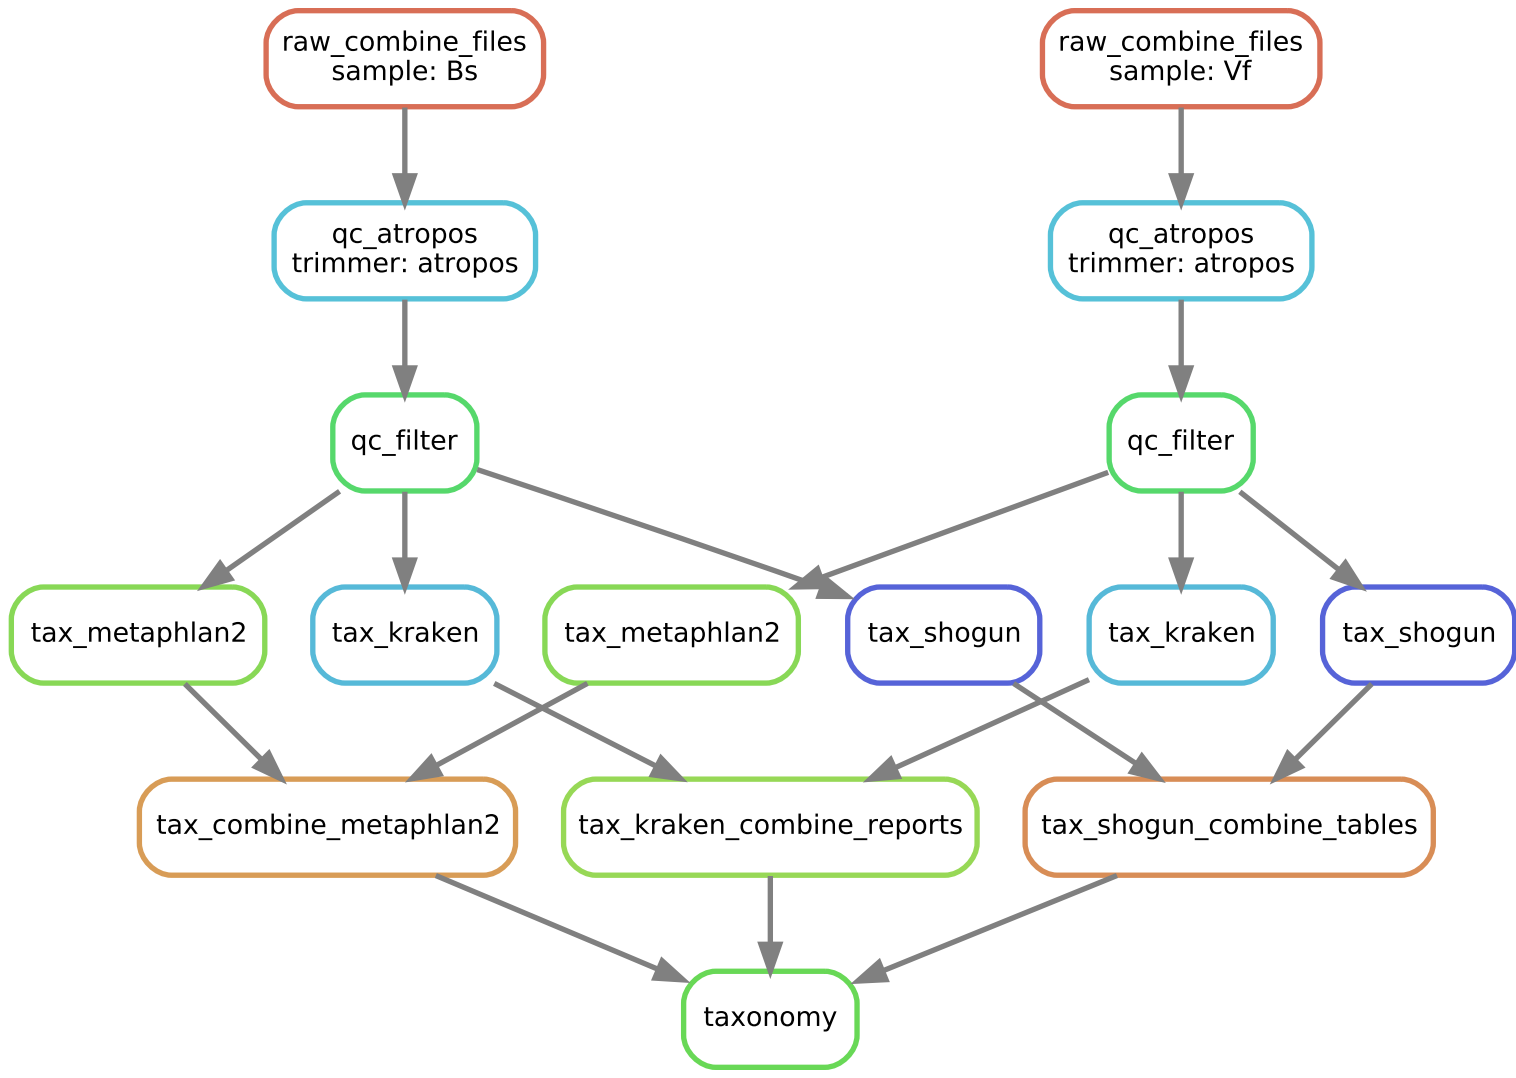 raw_combine_files
sample: Bs
raw_combine_files
sample: Vf
qc_atropos
trimmer: atropos
qc_atropos
trimmer: atropos
qc_filter
qc_filter
tax_metaphlan2
tax_kraken
tax_metaphlan2
tax_shogun
tax_kraken
tax_shogun
tax_combine_metaphlan2
tax_kraken_combine_reports
tax_shogun_combine_tables
taxonomy